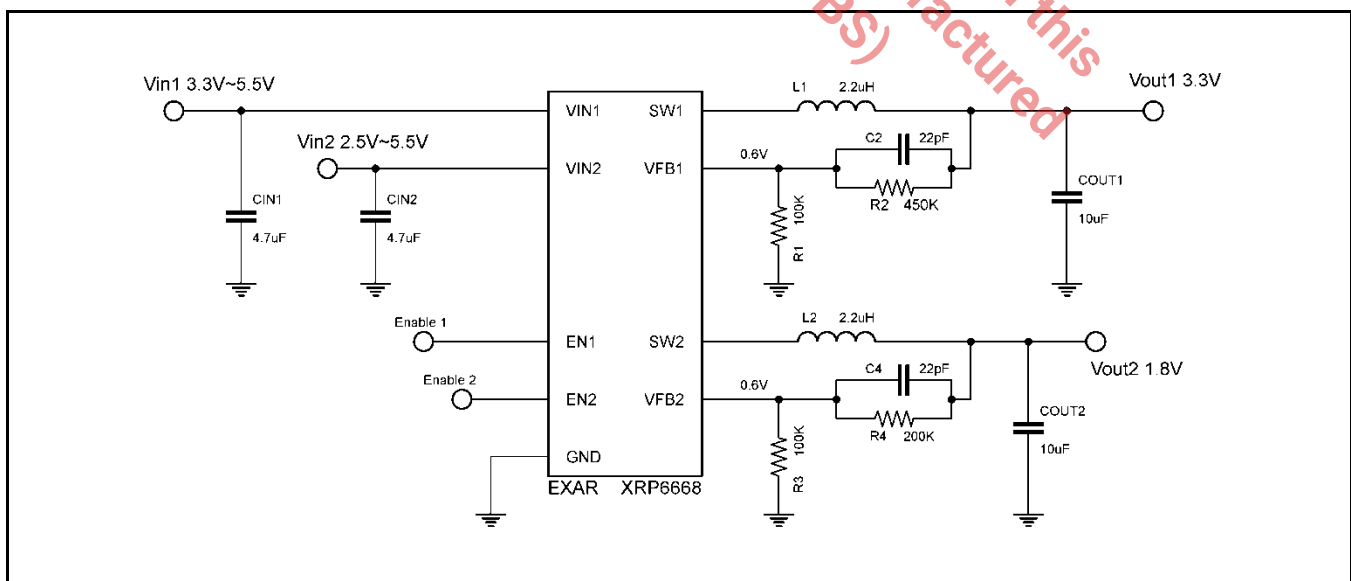 n this
factured
BS)
Vin1 3.3V~5.5V
Vin2 2.5V~5.5V
CIN1
4.7uF
CIN2
4.7uF
Enable 1
Enable 2
VIN1
VIN2
EN1
EN2
GND
SW1
VFB1
SW2
VFB2
EXAR XRP6668
L1 2.2uH
Vout1 3.3V
0.6V
C2 22pF
R2 450K
R1 100K
COUT1
10uF
L2 2.2uH
Vout2 1.8V
0.6V
C4 22pF
R4 200K
R3 100K
COUT2
10uF